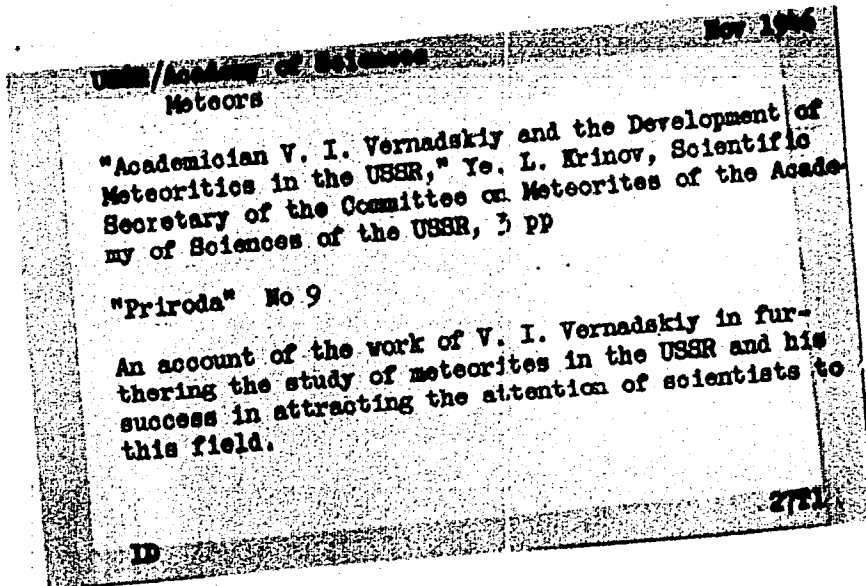 USSR/Academy of Sciences Nov 1946
Meteors
"Academician V. I. Vernadskiy and the Development of
Meteoritics in the USSR," Ye. L. Krinov, Scientific
Secretary of the Committee on Meteorites of the Acade-
my of Sciences of the USSR, 3 pp
"Priroda" No 9
An account of the work of V. I. Vernadskiy in fur-
thering the study of meteorites in the USSR and his
success in attracting the attention of scientists to
this field.
ID